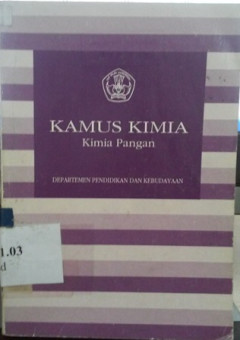 KAMUS KIMIA
Kimia Pangan
DEPARTEMEN PENDIDIKAN DAN KEBUDAYAAN
1.03
d